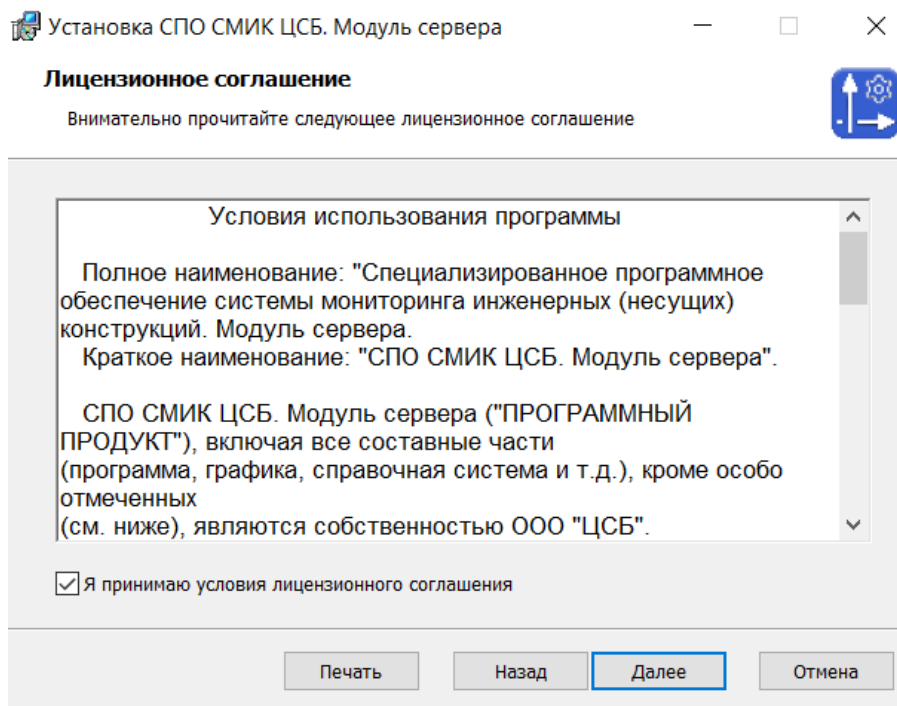 Установка СПО СМИК ЦСБ. Модуль сервера
Лицензионное соглашение
Внимательно прочитайте следующее лицензионное соглашение
Условия использования программы
Полное наименование: "Специализированное программное
обеспечение системы мониторинга инженерных (несущих)
конструкций. Модуль сервера.
Краткое наименование: "СПО СМИК ЦСБ. Модуль сервера".
СПО СМИК ЦСБ. Модуль сервера ("ПРОГРАММНЫЙ
ПРОДУКТ"), включая все составные части
(программа, графика, справочная система и т.д.), кроме особо
отмеченных
(см. ниже), являются собственностью ООО "ЦСБ".
Я принимаю условия лицензионного соглашения
Печать Назад Далее Отмена